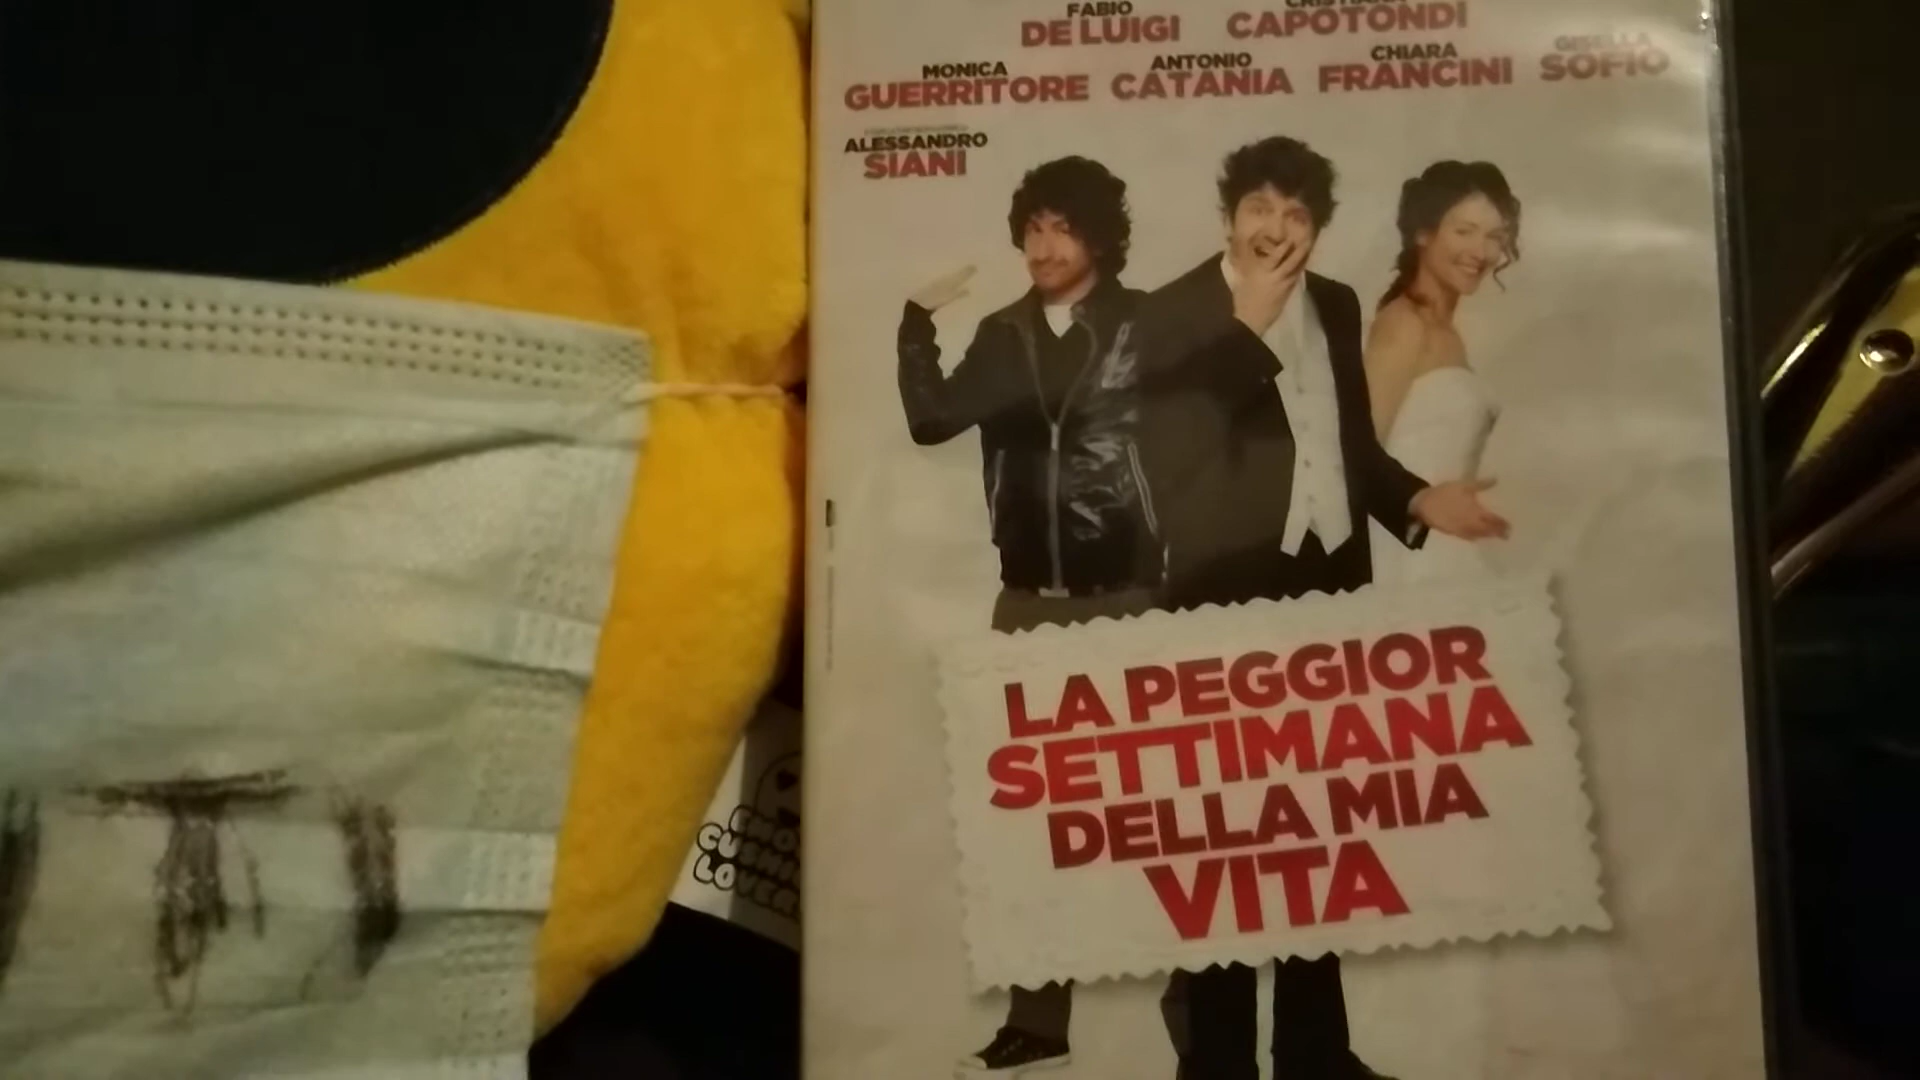 FABIO
DE LUIGI
CAPOTONDI
MONICA
GUERRITORE
ANTONIO
CATANIA
CHIARA
FRANCINI
GISELLA
SOFIO
ALESSANDRO
SIANI
LA PEGGIOR
SETTIMANA
DELLA MIA
VITA